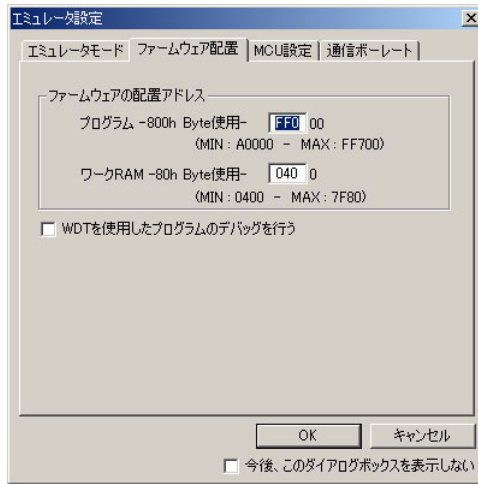 エミュレータ設定
エミュレータモード ファームウェア配置 MCU設定 通信ボーレート
ファームウェアの配置アドレス
プログラム -800h Byte使用- FF0 00
(MIN : A0000 - MAX : FF700)
ワークRAM -80h Byte使用- 040 0
(MIN : 0400 - MAX : 7F80)
WDTを使用したプログラムのデバッグを行う
OK キャンセル
今後、このダイアログボックスを表示しない